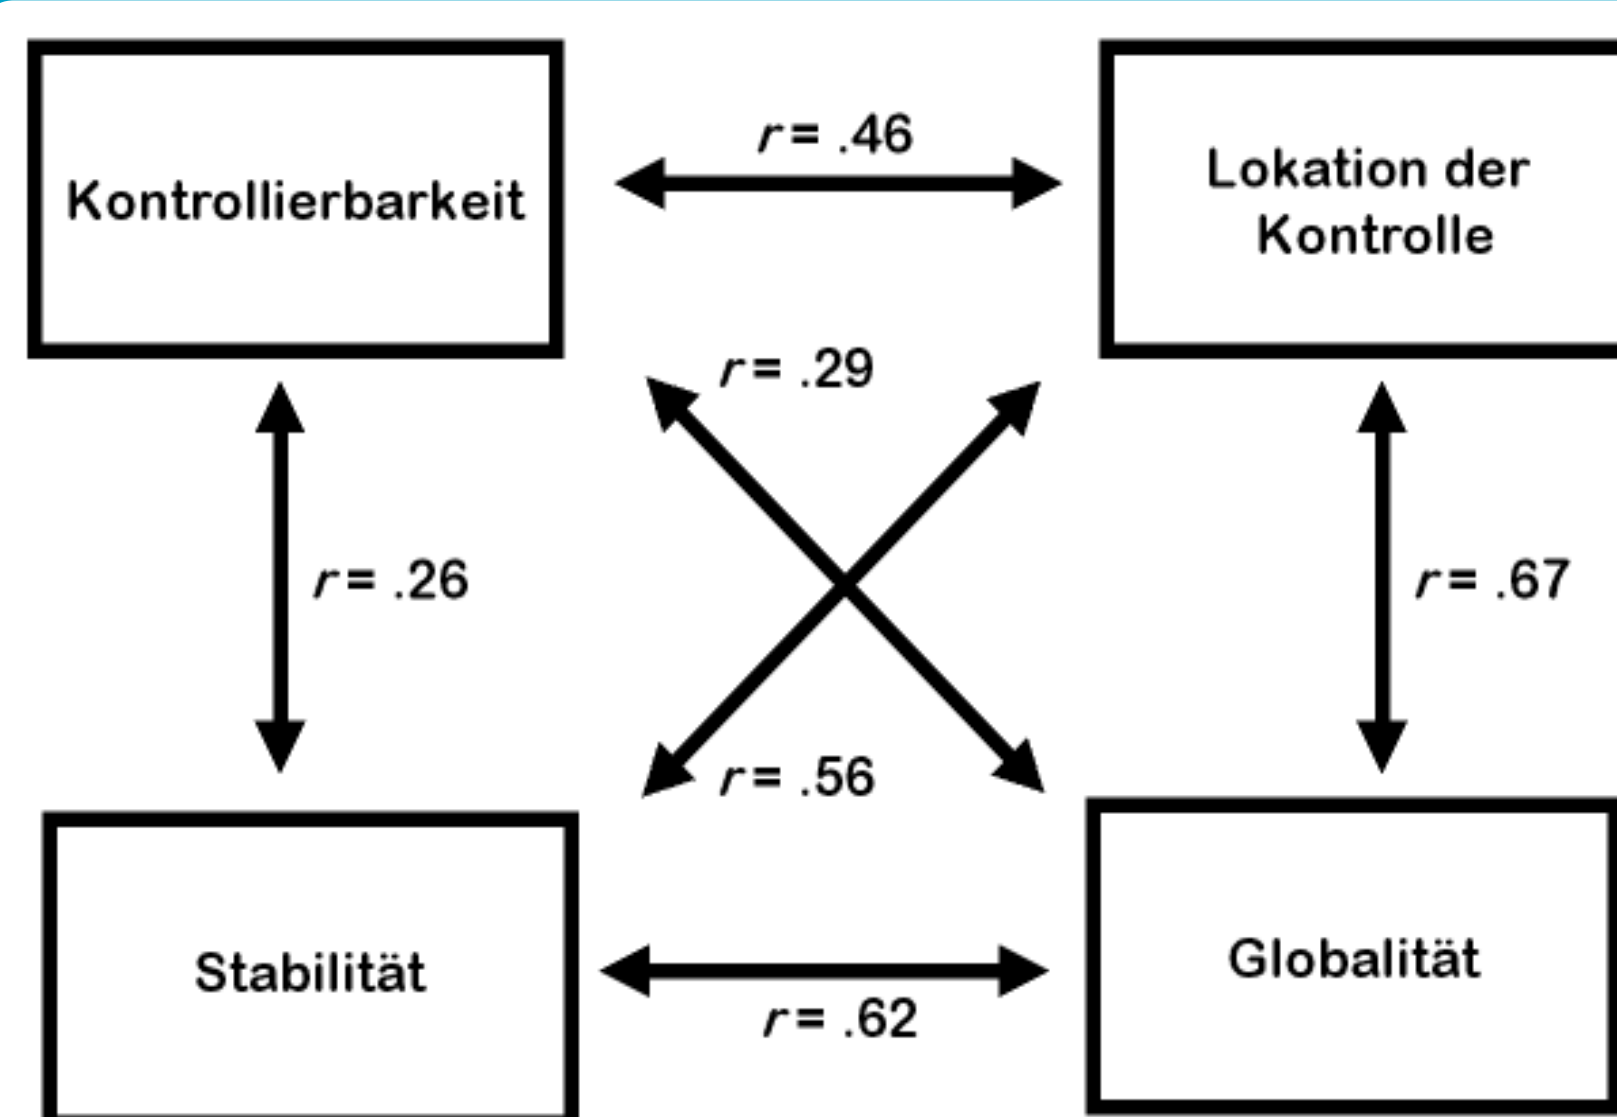 r = .46
Kontrollierbarkeit
Lokation der
Kontrolle
r = .29
r = .26
r = .67
r = .56
Stabilität
Globalität
r = .62